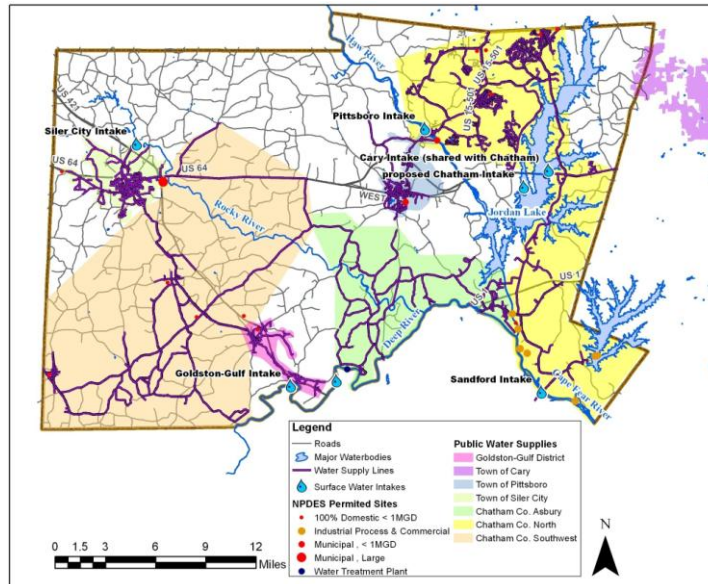 Haw River
US 15-501
US 15-501
US 421
Siler City Intake
Pittsboro Intake
US 64
US 64
Cary Intake (shared with Chatham)
proposed Chatham Intake
WEST
Rocky River
Jordan Lake
US 1
US 1
Deep River
Goldston-Gulf Intake
Sandford Intake
Cape Fear River
Legend
Roads
Major Waterbodies
Water Supply Lines
Surface Water Intakes
NPDES Permitted Sites
100% Domestic < 1MGD
Industrial Process & Commercial
Municipal , < 1MGD
Municipal , Large
Water Treatment Plant
Public Water Supplies
Goldston-Gulf District
Town of Cary
Town of Pittsboro
Town of Siler City
Chatham Co. Asbury
Chatham Co. North
Chatham Co. Southwest
N
0 1.5 3 6 9 12
Miles